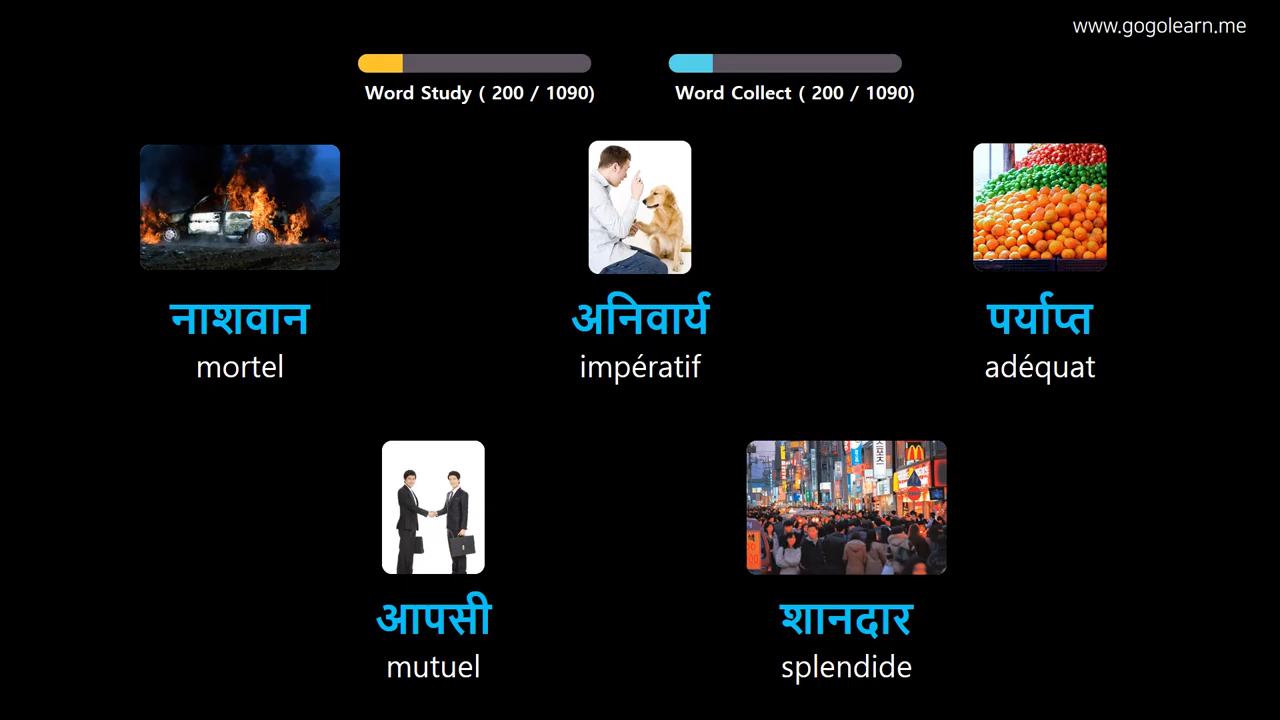 www.gogolearn.me
Word Study ( 200 / 1090)
Word Collect ( 200 / 1090)
नाशवान
mortel
अनिवार्य
impératif
पर्याप्त
adéquat
आपसी
mutuel
शानदार
splendide